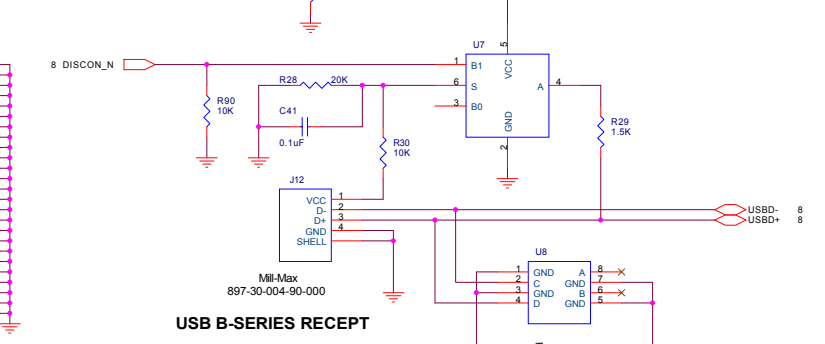 8 DISCON_N
R90
10K
R28
20K
C41
0.1uF
R30
10K
U7
5
VCC
1
B1
6
S
3
B0
A
4
GND
2
R29
1.5K
J12
VCC
1
D-
2
D+
3
GND
4
SHELL
Mill-Max
897-30-004-90-000
USB B-SERIES RECEPT
USBD- 8
USBD+ 8
U8
1 GND A 8
2 C GND 7
3 GND B 6
4 D GND 5